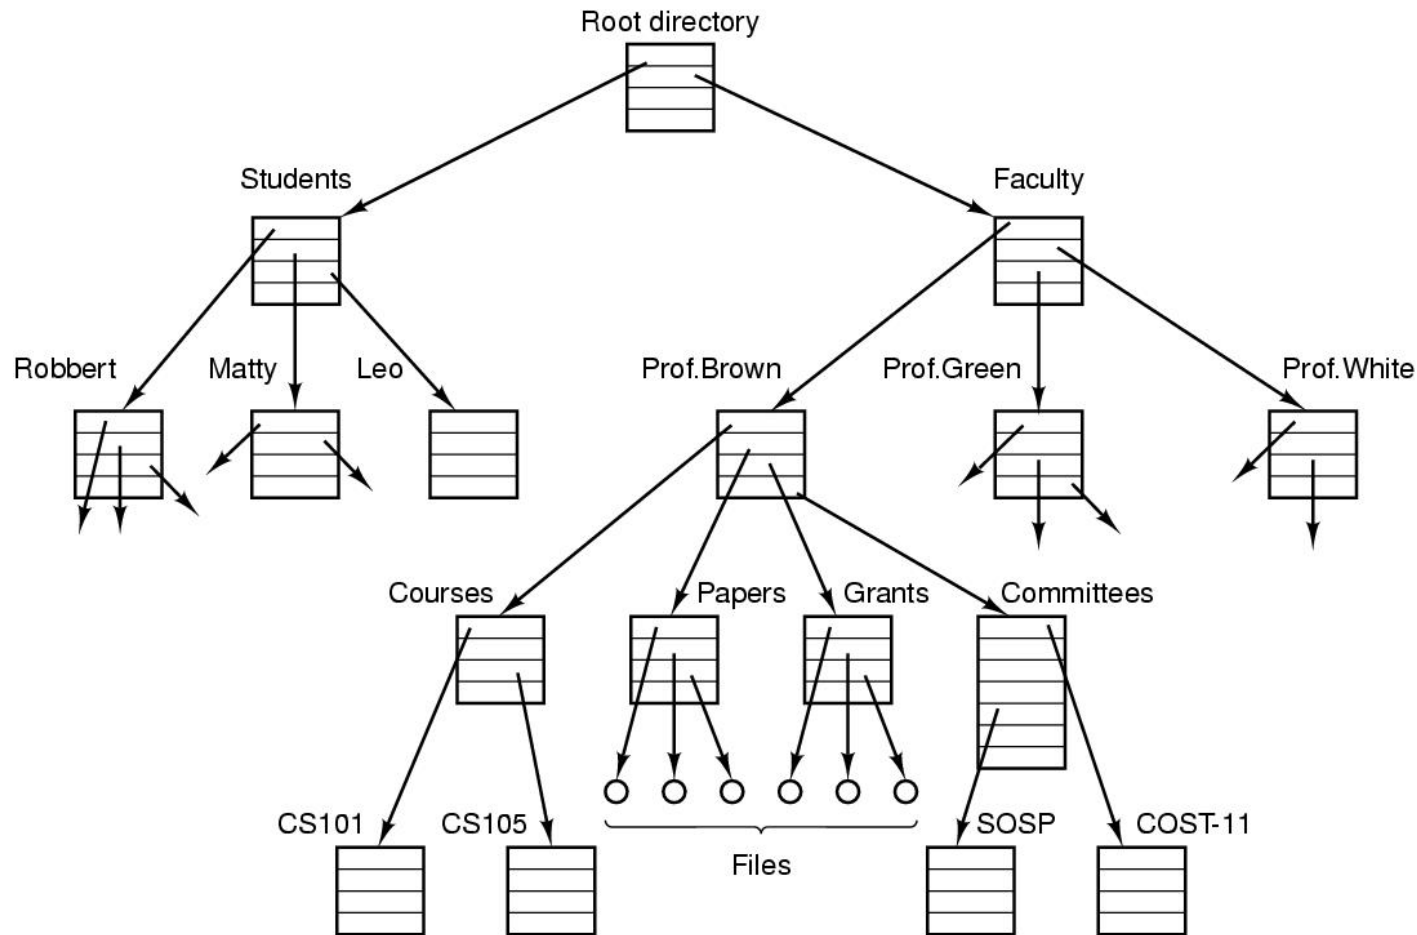 Root directory
Students
Faculty
Robbert
Matty
Leo
Prof.Brown
Prof.Green
Prof.White
Courses
Papers
Grants
Committees
CS101
CS105
SOSP
COST-11
Files